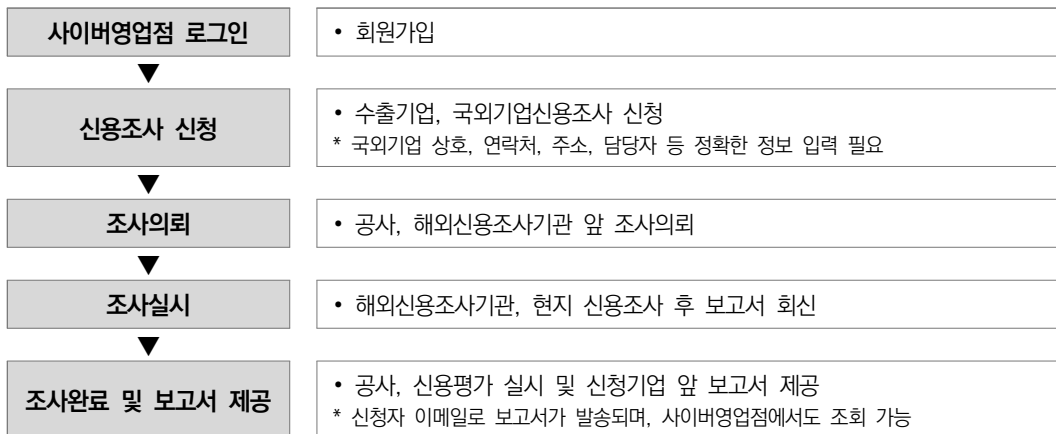 사이버영업점 로그인
• 회원가입
▼
신용조사 신청
• 수출기업, 국외기업신용조사 신청
* 국외기업 상호, 연락처, 주소, 담당자 등 정확한 정보 입력 필요
▼
조사의뢰
• 공사, 해외신용조사기관 앞 조사의뢰
▼
조사실시
• 해외신용조사기관, 현지 신용조사 후 보고서 회신
▼
조사완료 및 보고서 제공
• 공사, 신용평가 실시 및 신청기업 앞 보고서 제공
* 신청자 이메일로 보고서가 발송되며, 사이버영업점에서도 조회 가능